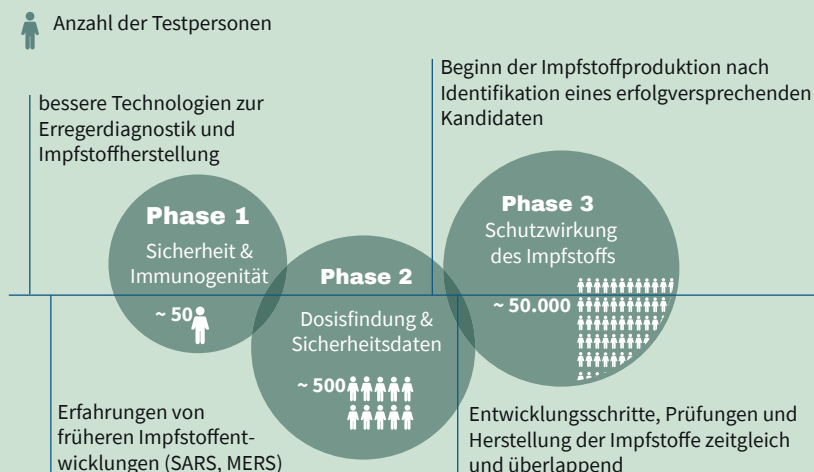 Anzahl der Testpersonen
bessere Technologien zur
Erregerdiagnostik und
Impfstoffherstellung
Beginn der Impfstoffproduktion nach
Identifikation eines erfolgversprechenden
Kandidaten
Phase 1
Sicherheit &
Immunogenität
~ 50
Phase 2
Dosisfindung &
Sicherheitsdaten
~ 500
Phase 3
Schutzwirkung
des Impfstoffs
~ 50.000
Erfahrungen von
früheren Impfstoffent-
wicklungen (SARS, MERS)
Entwicklungsschritte, Prüfungen und
Herstellung der Impfstoffe zeitgleich
und überlappend